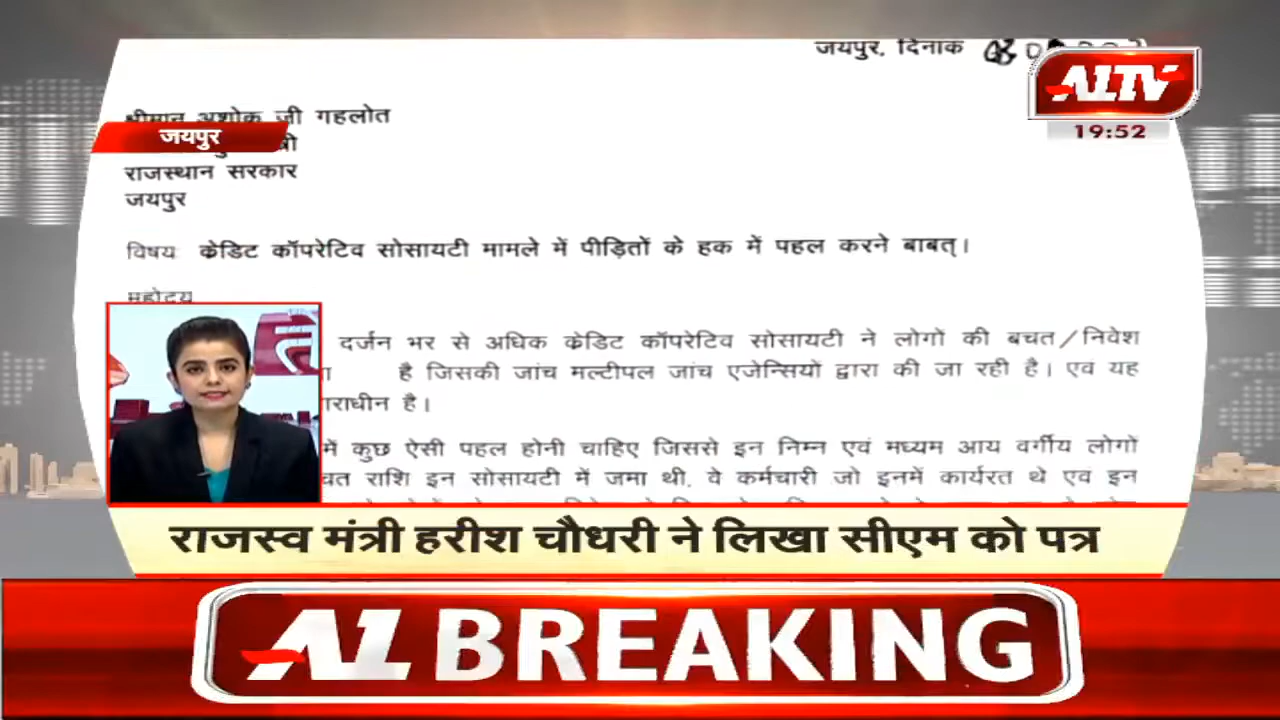 जयपुर, दिनांक
ALTV
19:52
श्रीमान अशोक जी गहलोत
जयपुर
राजस्थान सरकार
जयपुर
विषय क्रेडिट कॉपरेटिव सोसायटी मामले में पीड़ितों के हक में पहल करने बाबत्।
महोदय
दर्जन भर से अधिक क्रेडिट कॉपरेटिव सोसायटी ने लोगों की बचत/निवेश
है जिसकी जांच मल्टीपल जांच एजेन्सियों द्वारा की जा रही है। एवं यह
राधीन है।
में कुछ ऐसी पहल होनी चाहिए जिससे इन निम्न एवं मध्यम आय वर्गीय लोगों
राशि इन सोसायटी में जमा थी, वे कर्मचारी जो इनमें कार्यरत थे एव इन
राजस्व मंत्री हरीश चौधरी ने लिखा सीएम को पत्र
AL BREAKING